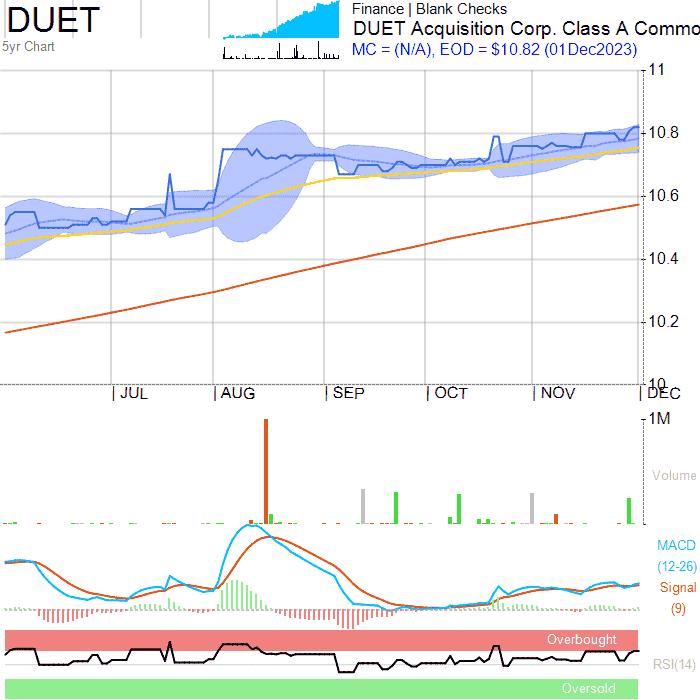 DUET
5yr Chart
Finance | Blank Checks
DUET Acquisition Corp. Class A Commo
MC = (N/A), EOD = $10.82 (01Dec2023)
11
10.8
10.6
10.4
10.2
10
JUL AUG SEP OCT NOV DEC
1M
Volume
MACD
(12-26)
Signal
(9)
Overbought
RSI(14)
Oversold